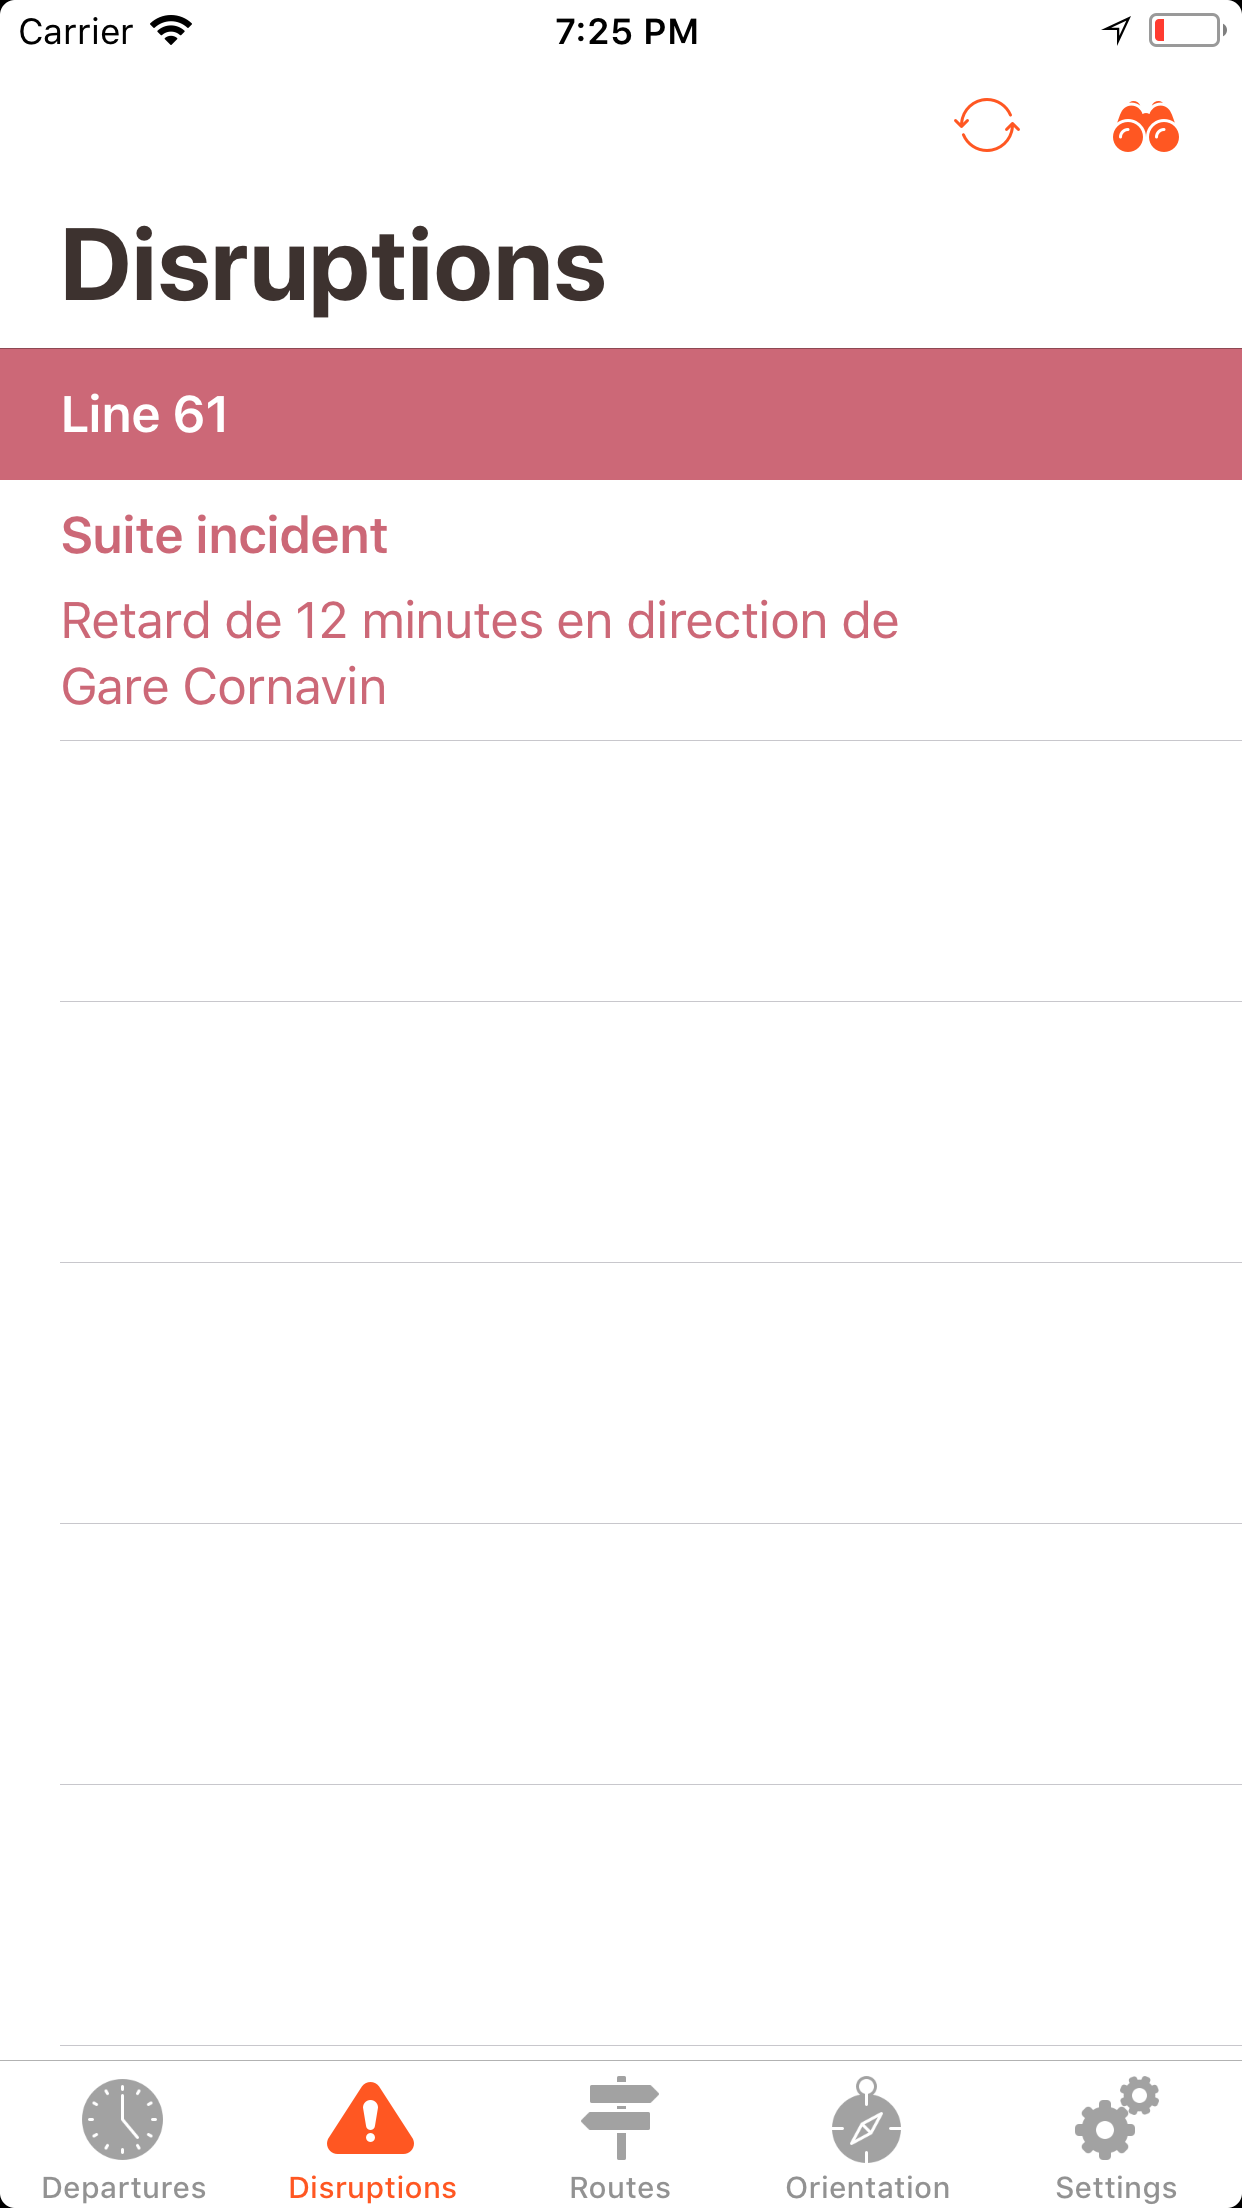 Carrier
7:25 PM
Disruptions
Line 61
Suite incident
Retard de 12 minutes en direction de
Gare Cornavin
Departures
Disruptions
Routes
Orientation
Settings